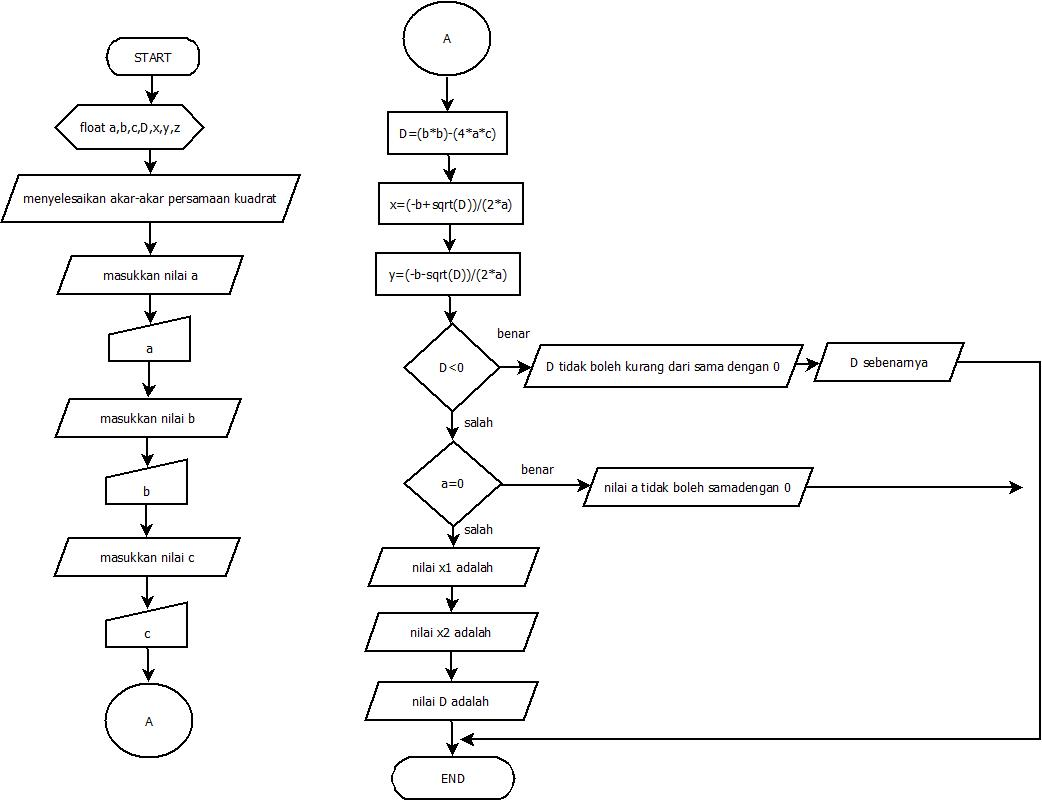 START
float a,b,c,D,x,y,z
menyelesaikan akar-akar persamaan kuadrat
masukkan nilai a
a
masukkan nilai b
b
masukkan nilai c
c
A
A
D=(b*b)-(4*a*c)
x=(-b+sqrt(D))/(2*a)
y=(-b-sqrt(D))/(2*a)
D<0
benar
D tidak boleh kurang dari sama dengan 0
D sebenarnya
salah
a=0
benar
nilai a tidak boleh samadengan 0
salah
nilai x1 adalah
nilai x2 adalah
nilai D adalah
END